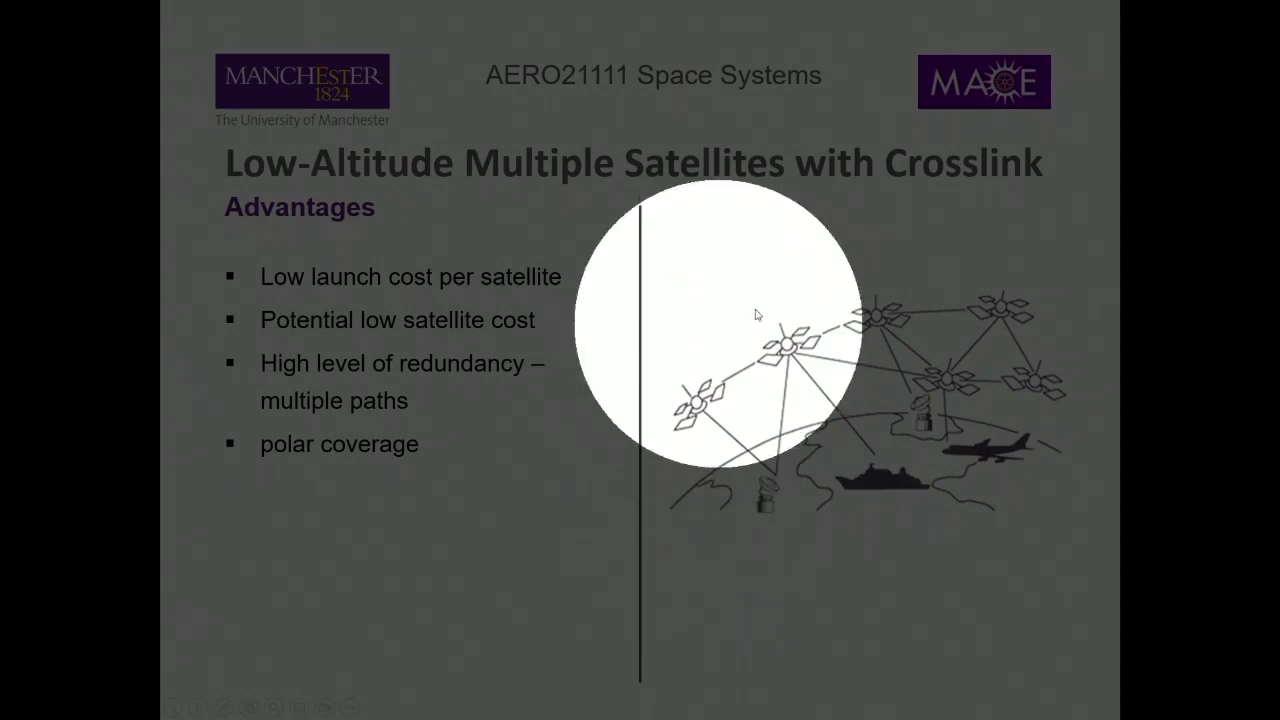 MANCHESTER
1824
The University of Manchester
AERO21111 Space Systems
MACE
Low-Altitude Multiple Satellites with Crosslink
Advantages
▪ Low launch cost per satellite
▪ Potential low satellite cost
▪ High level of redundancy –
multiple paths
▪ polar coverage